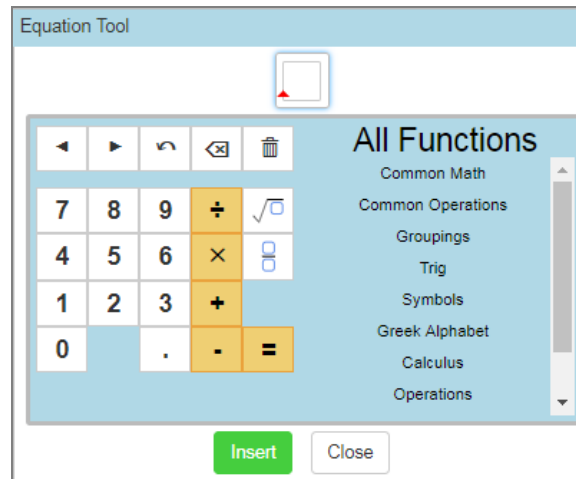 Equation Tool
All Functions
Common Math
7 8 9 ÷ √
Common Operations
Groupings
4 5 6 ×
Trig
1 2 3 +
Symbols
Greek Alphabet
0 . - =
Calculus
Operations
Insert Close